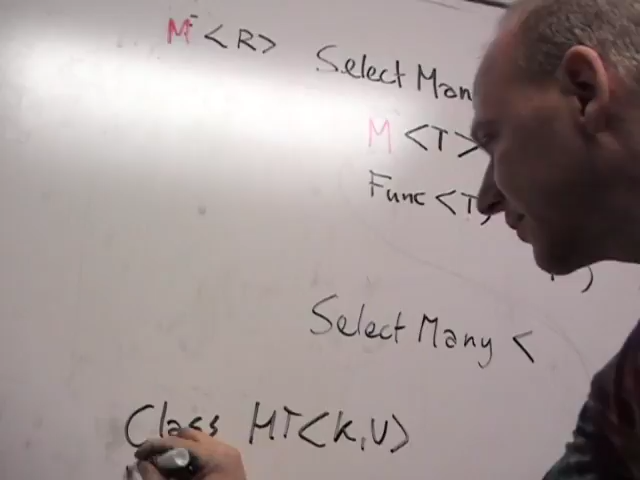 M<R> Select Man
M<T>
Func<T,
)
Select Many <
Class MT<K,V>